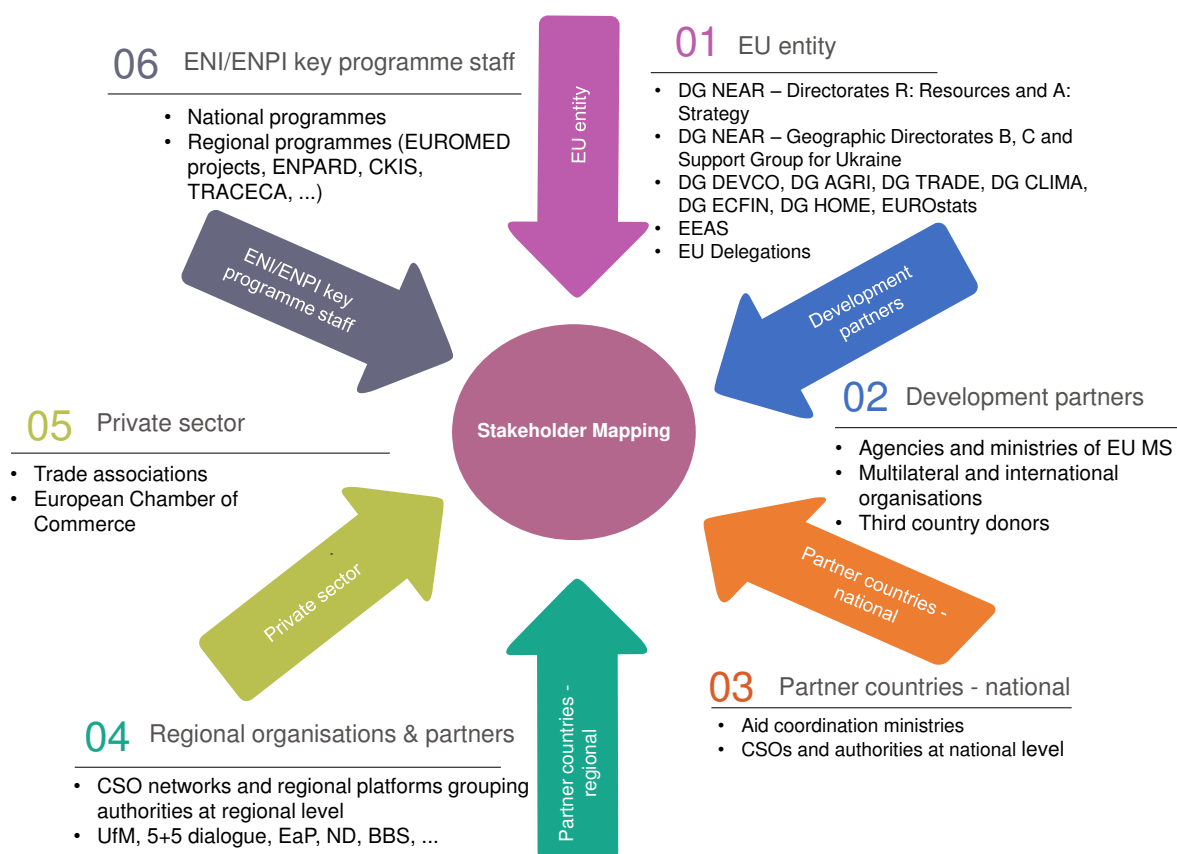 06 ENI/ENPI key programme staff
• National programmes
• Regional programmes (EUROMED
projects, ENPARD, CKIS,
TRACECA, ...)
ENI/ENPI key
programme staff
EU entity
01 EU entity
• DG NEAR – Directorates R: Resources and A:
Strategy
• DG NEAR – Geographic Directorates B, C and
Support Group for Ukraine
• DG DEVCO, DG AGRI, DG TRADE, DG CLIMA,
DG ECFIN, DG HOME, EUROstats
• EEAS
• EU Delegations
Development
partners
02 Development partners
• Agencies and ministries of EU MS
• Multilateral and international
organisations
• Third country donors
Stakeholder Mapping
05 Private sector
• Trade associations
• European Chamber of
Commerce
Private sector
Partner countries -
national
03 Partner countries - national
• Aid coordination ministries
• CSOs and authorities at national level
04 Regional organisations & partners
• CSO networks and regional platforms grouping
authorities at regional level
• UfM, 5+5 dialogue, EaP, ND, BBS, ...
Partner countries -
regional